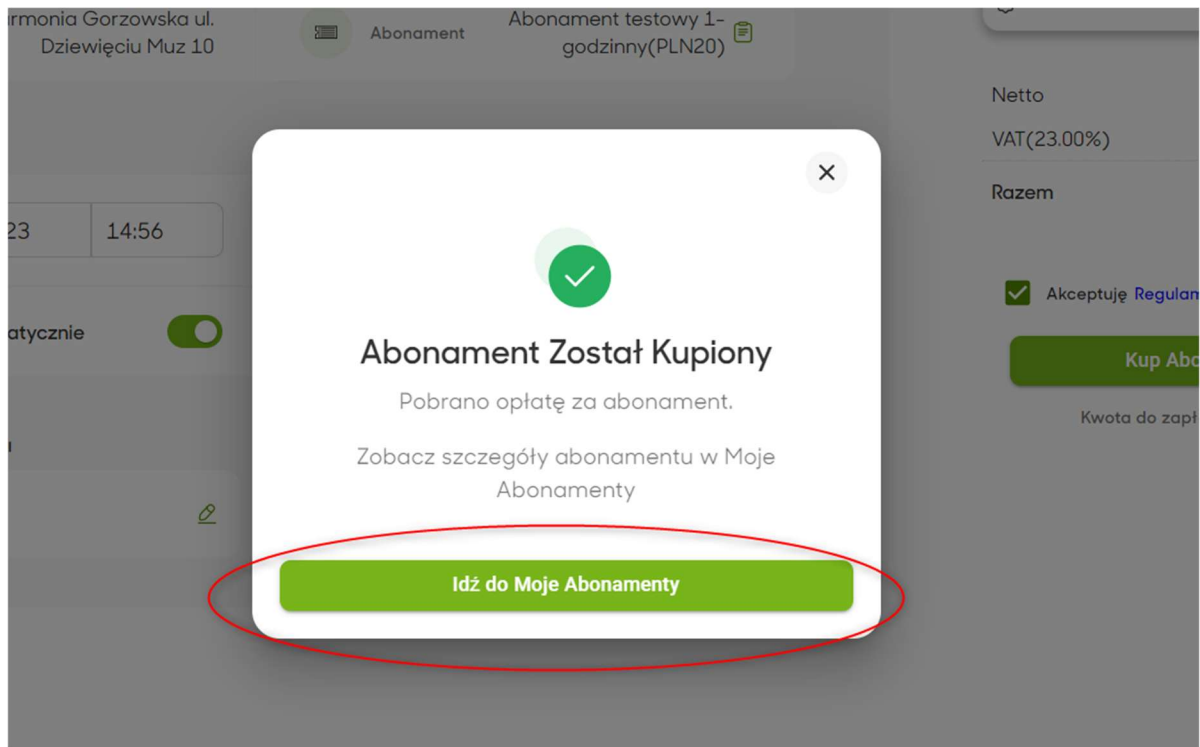 rmonia Gorzowska ul.
Dziewięciu Muz 10
Abonament
Abonament testowy 1-
godzinny(PLN20)
Netto
VAT(23.00%)
Razem
23
14:56
atycznie
Akceptuję Regulam
Kup Abo
Kwota do zapł
Abonament Został Kupiony
Pobrano opłatę za abonament.
Zobacz szczegóły abonamentu w Moje
Abonamenty
Idź do Moje Abonamenty